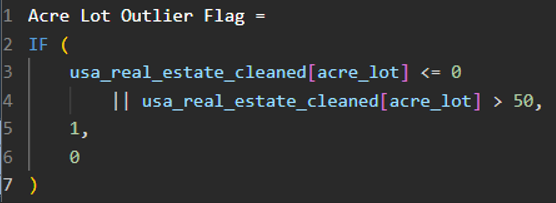 1 Acre Lot Outlier Flag =
2 IF (
3 usa_real_estate_cleaned[acre_lot] <= 0
4 || usa_real_estate_cleaned[acre_lot] > 50,
5 1,
6 0
7 )